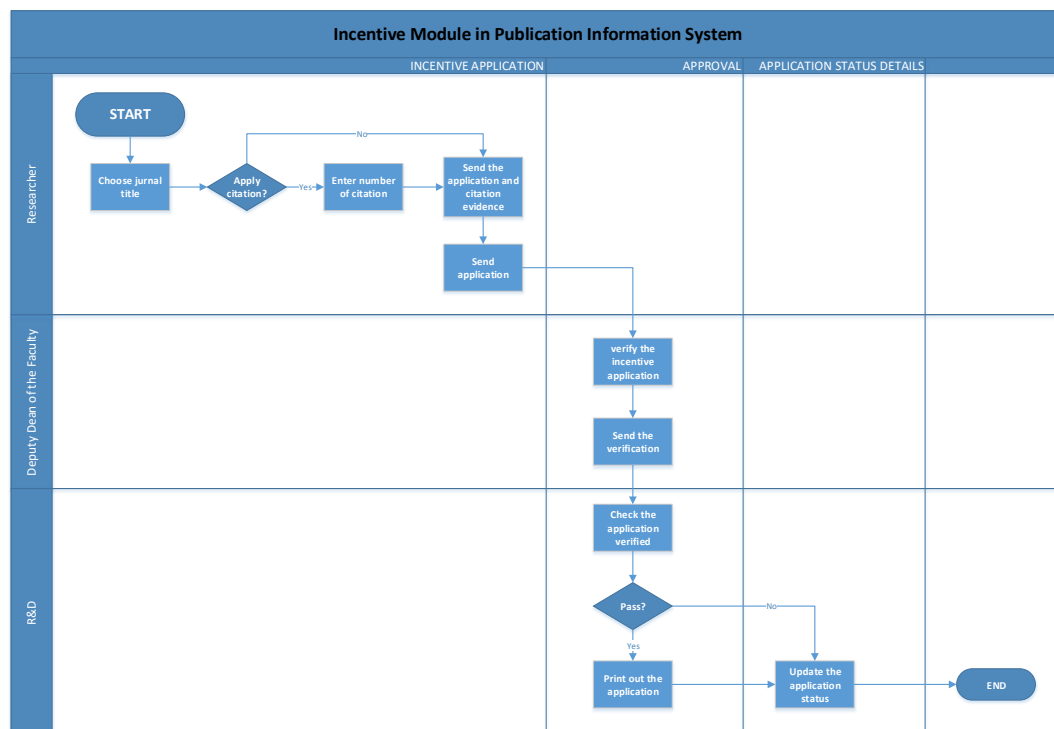 Incentive Module in Publication Information System
INCENTIVE APPLICATION
APPROVAL
APPLICATION STATUS DETAILS
Researcher
START
No
Choose jurnal
title
Apply
citation?
Yes
Enter number
of citation
Send the
application and
citation
evidence
Send
application
Deputy Dean of the Faculty
verify the
incentive
application
Send the
verification
R&D
Check the
application
verified
Pass?
No
Yes
Print out the
application
Update the
application
status
END